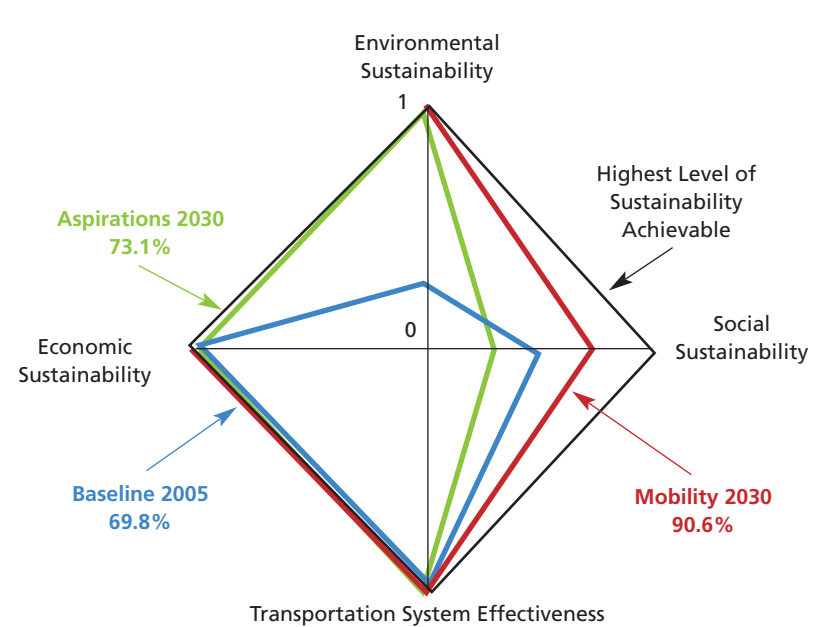 Environmental
Sustainability
1
Highest Level of
Sustainability
Achievable
Aspirations 2030
73.1%
0
Economic
Sustainability
Social
Sustainability
Baseline 2005
69.8%
Mobility 2030
90.6%
Transportation System Effectiveness